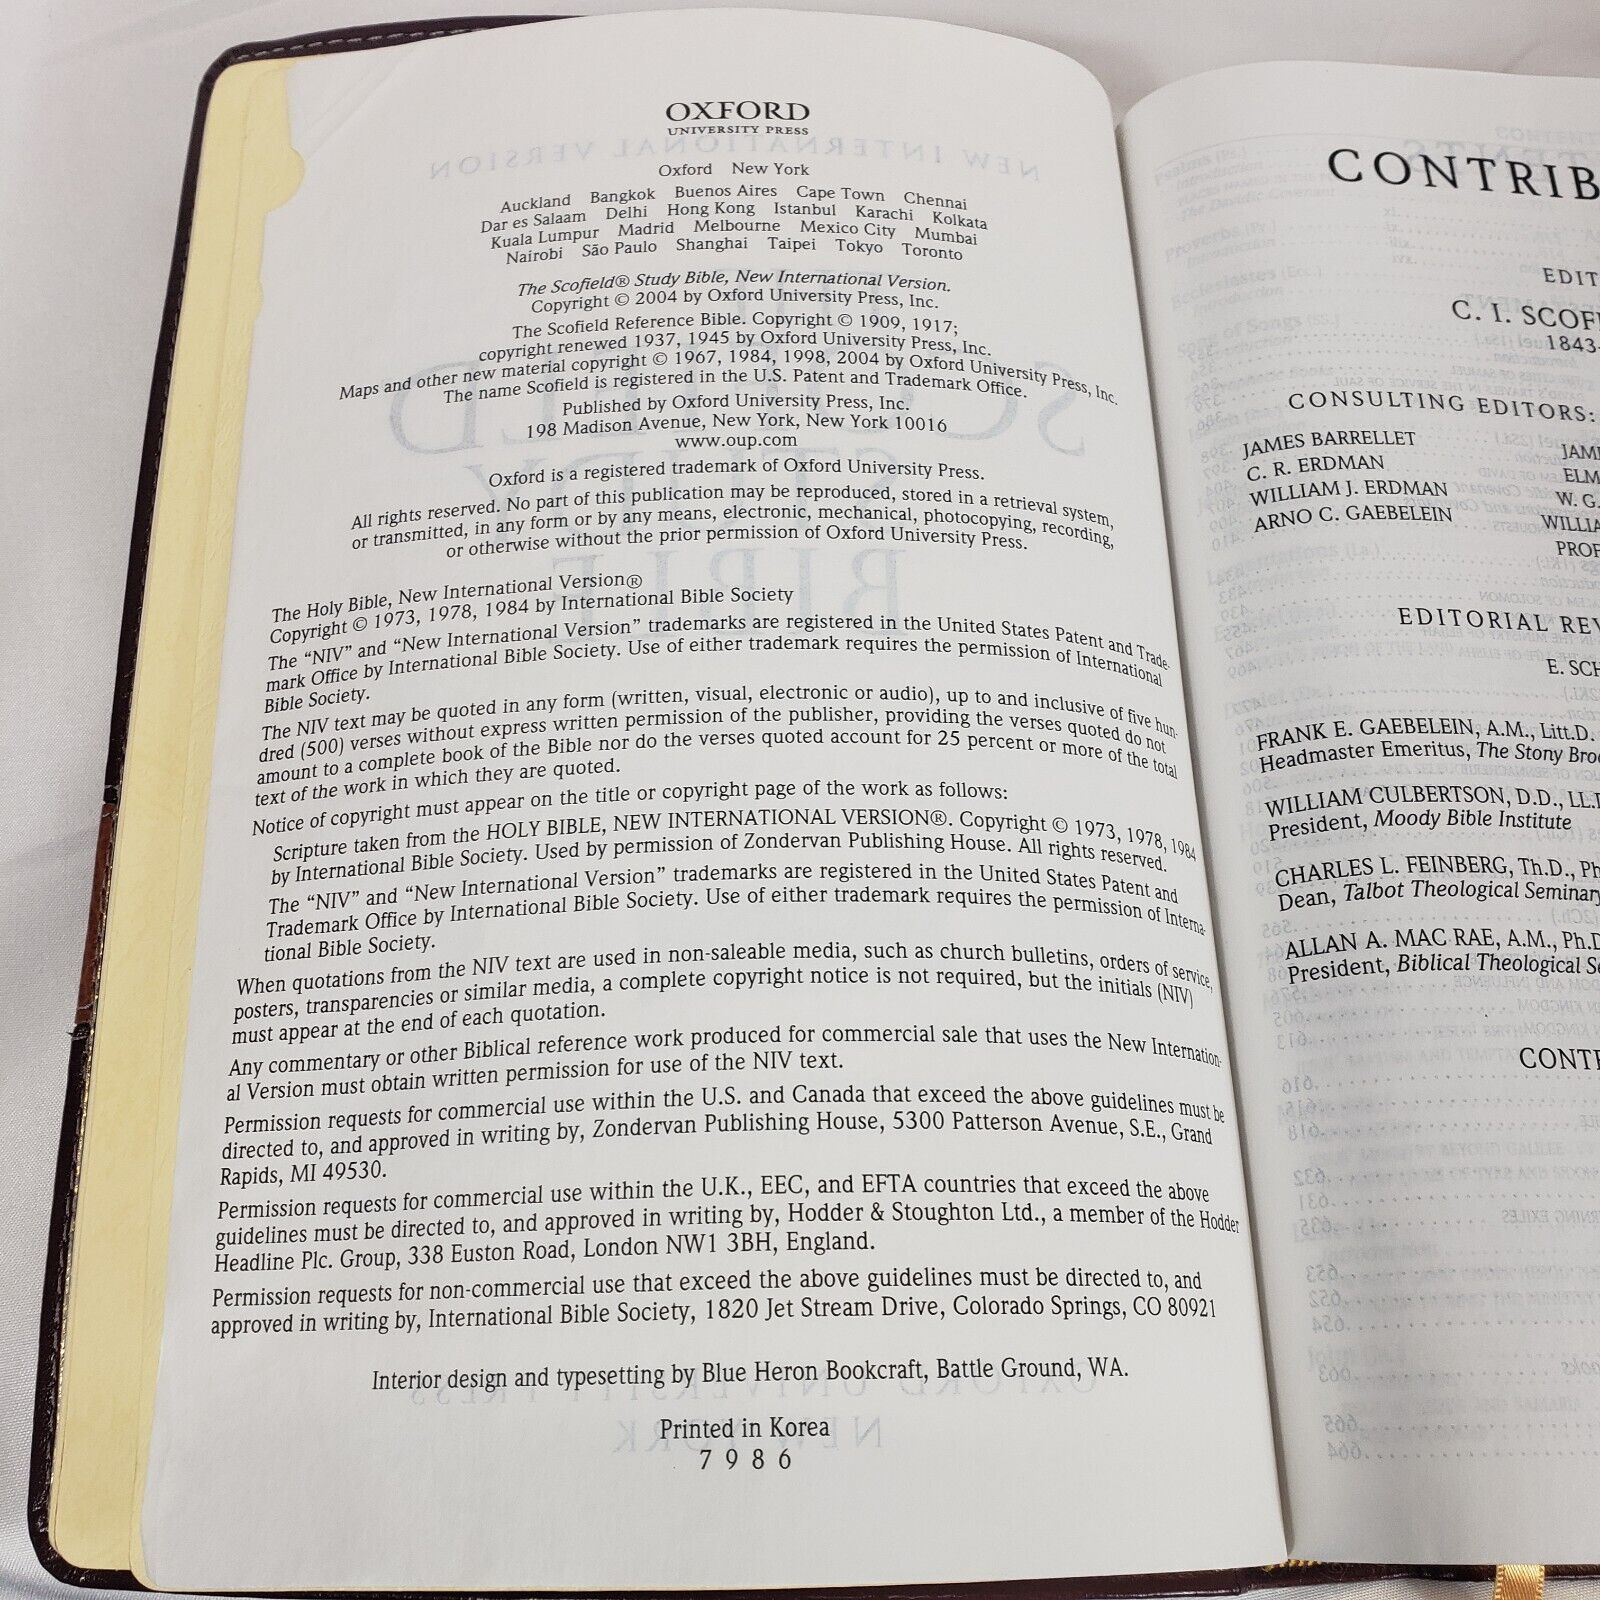 OXFORD
UNIVERSITY PRESS
Oxford New York
Auckland Bangkok Buenos Aires Cape Town Chennai
Dar es Salaam Delhi Hong Kong Istanbul Karachi Kolkata
Kuala Lumpur Madrid Melbourne Mexico City Mumbai
Nairobi São Paulo Shanghai Taipei Tokyo Toronto
The Scofield® Study Bible, New International Version.
Copyright © 2004 by Oxford University Press, Inc.
The Scofield Reference Bible. Copyright © 1909, 1917;
copyright renewed 1937, 1945 by Oxford University Press, Inc.
Maps and other new material copyright © 1967, 1984, 1998, 2004 by Oxford University Press, Inc.
The name Scofield is registered in the U.S. Patent and Trademark Office.
Published by Oxford University Press, Inc.
198 Madison Avenue, New York, New York 10016
www.oup.com
Oxford is a registered trademark of Oxford University Press.
All rights reserved. No part of this publication may be reproduced, stored in a retrieval system,
or transmitted, in any form or by any means, electronic, mechanical, photocopying, recording,
or otherwise without the prior permission of Oxford University Press.
The Holy Bible, New International Version®
Copyright © 1973, 1978, 1984 by International Bible Society
The “NIV” and “New International Version” trademarks are registered in the United States Patent and Trade-
mark Office by International Bible Society. Use of either trademark requires the permission of International
Bible Society.
The NIV text may be quoted in any form (written, visual, electronic or audio), up to and inclusive of five hun-
dred (500) verses without express written permission of the publisher, providing the verses quoted do not
amount to a complete book of the Bible nor do the verses quoted account for 25 percent or more of the total
text of the work in which they are quoted.
Notice of copyright must appear on the title or copyright page of the work as follows:
Scripture taken from the HOLY BIBLE, NEW INTERNATIONAL VERSION®. Copyright © 1973, 1978, 1984
by International Bible Society. Used by permission of Zondervan Publishing House. All rights reserved.
The “NIV” and “New International Version” trademarks are registered in the United States Patent and
Trademark Office by International Bible Society. Use of either trademark requires the permission of Interna-
tional Bible Society.
When quotations from the NIV text are used in non-saleable media, such as church bulletins, orders of service,
posters, transparencies or similar media, a complete copyright notice is not required, but the initials (NIV)
must appear at the end of each quotation.
Any commentary or other Biblical reference work produced for commercial sale that uses the New Internation-
al Version must obtain written permission for use of the NIV text.
Permission requests for commercial use within the U.S. and Canada that exceed the above guidelines must be
directed to, and approved in writing by, Zondervan Publishing House, 5300 Patterson Avenue, S.E., Grand
Rapids, MI 49530.
Permission requests for commercial use within the U.K., EEC, and EFTA countries that exceed the above
guidelines must be directed to, and approved in writing by, Hodder & Stoughton Ltd., a member of the Hodder
Headline Plc. Group, 338 Euston Road, London NW1 3BH, England.
Permission requests for non-commercial use that exceed the above guidelines must be directed to, and
approved in writing by, International Bible Society, 1820 Jet Stream Drive, Colorado Springs, CO 80921
Interior design and typesetting by Blue Heron Bookcraft, Battle Ground, WA.
Printed in Korea
7 9 8 6
CONTRIB
EDIT
C. I. SCOF
1843-
CONSULTING EDITORS:
JAMES BARRELLET JAM
C. R. ERDMAN ELM
WILLIAM J. ERDMAN W. G.
ARNO C. GAEBELEIN WILLIA
PROF
EDITORIAL REV
E. SCH
FRANK E. GAEBELEIN, A.M., Litt.D.
Headmaster Emeritus, The Stony Broo
WILLIAM CULBERTSON, D.D., LL.
President, Moody Bible Institute
CHARLES L. FEINBERG, Th.D., Ph
Dean, Talbot Theological Seminary
ALLAN A. MAC RAE, A.M., Ph.D
President, Biblical Theological Se
CONTR